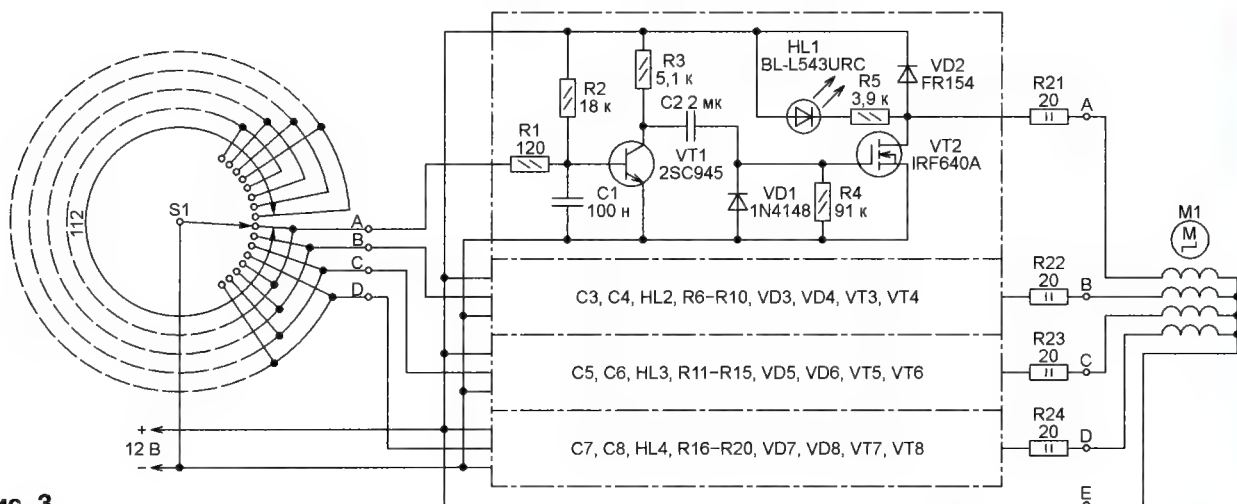 HL1
BL-L543URC
R3
5,1 к
VD2
FR154
R2
18 к
C2 2 мк
R5
3,9 к
R21
20
A
R1
120
VT1
2SC945
VT2
IRF640A
C1
100 н
VD1
1N4148
R4
91 к
112
S1
A
B
C
D
M1
M
R22
20
B
C3, C4, HL2, R6–R10, VD3, VD4, VT3, VT4
R23
20
C
C5, C6, HL3, R11–R15, VD5, VD6, VT5, VT6
R24
20
D
C7, C8, HL4, R16–R20, VD7, VD8, VT7, VT8
+
12 В
–
E